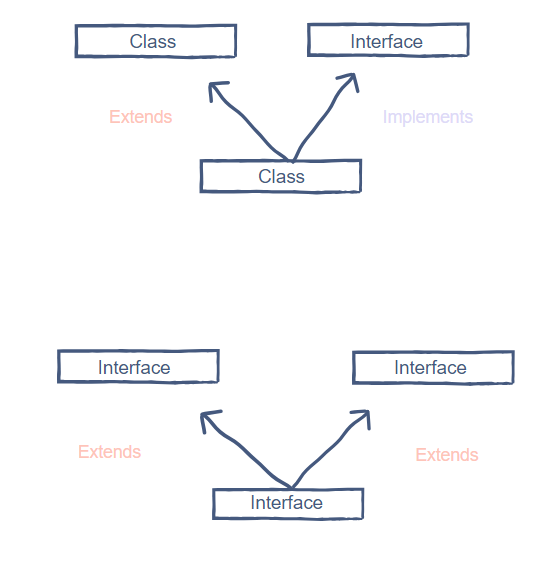 Class
Interface
Extends
Implements
Class
Interface
Interface
Extends
Extends
Interface